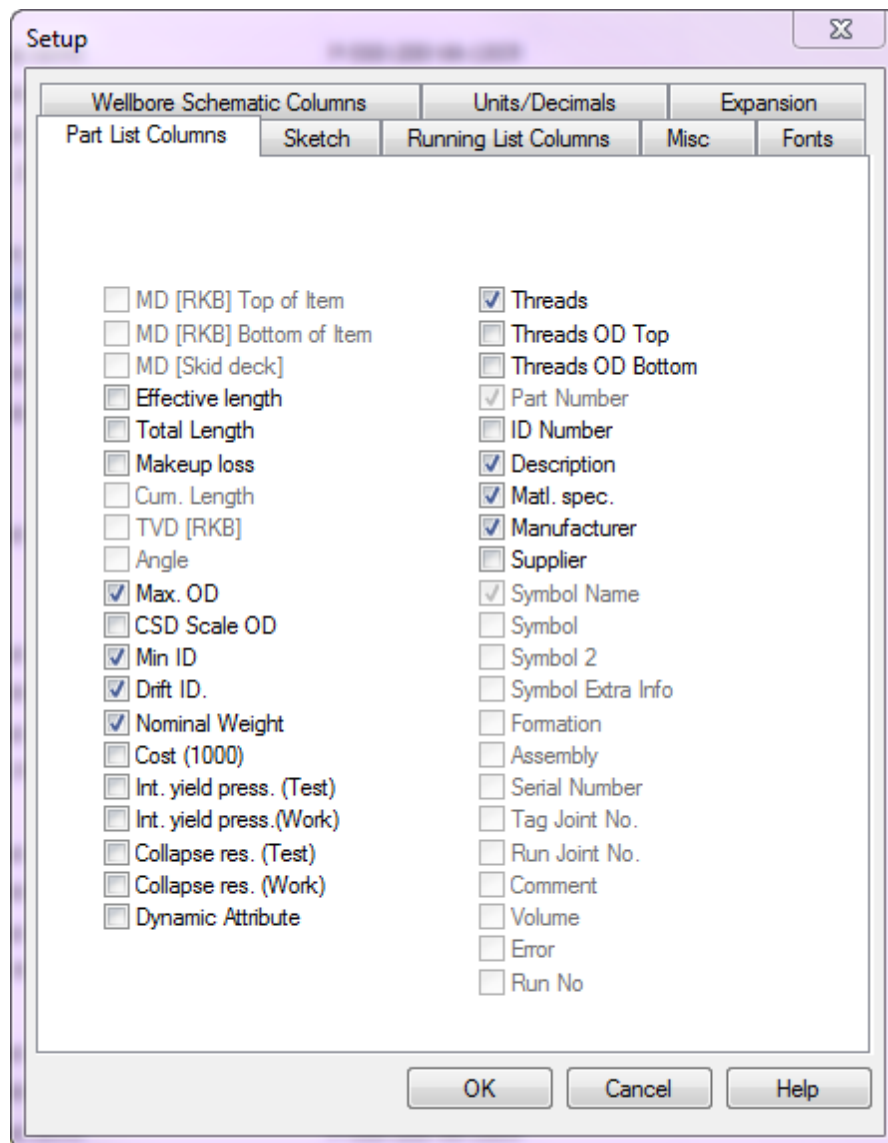 Setup
Wellbore Schematic Columns
Units/Decimals
Expansion
Part List Columns
Sketch
Running List Columns
Misc
Fonts
MD [RKB] Top of Item
MD [RKB] Bottom of Item
MD [Skid deck]
Effective length
Total Length
Makeup loss
Cum. Length
TVD [RKB]
Angle
Max. OD
CSD Scale OD
Min ID
Drift ID.
Nominal Weight
Cost (1000)
Int. yield press. (Test)
Int. yield press.(Work)
Collapse res. (Test)
Collapse res. (Work)
Dynamic Attribute
Threads
Threads OD Top
Threads OD Bottom
Part Number
ID Number
Description
Matl. spec.
Manufacturer
Supplier
Symbol Name
Symbol
Symbol 2
Symbol Extra Info
Formation
Assembly
Serial Number
Tag Joint No.
Run Joint No.
Comment
Volume
Error
Run No
OK
Cancel
Help